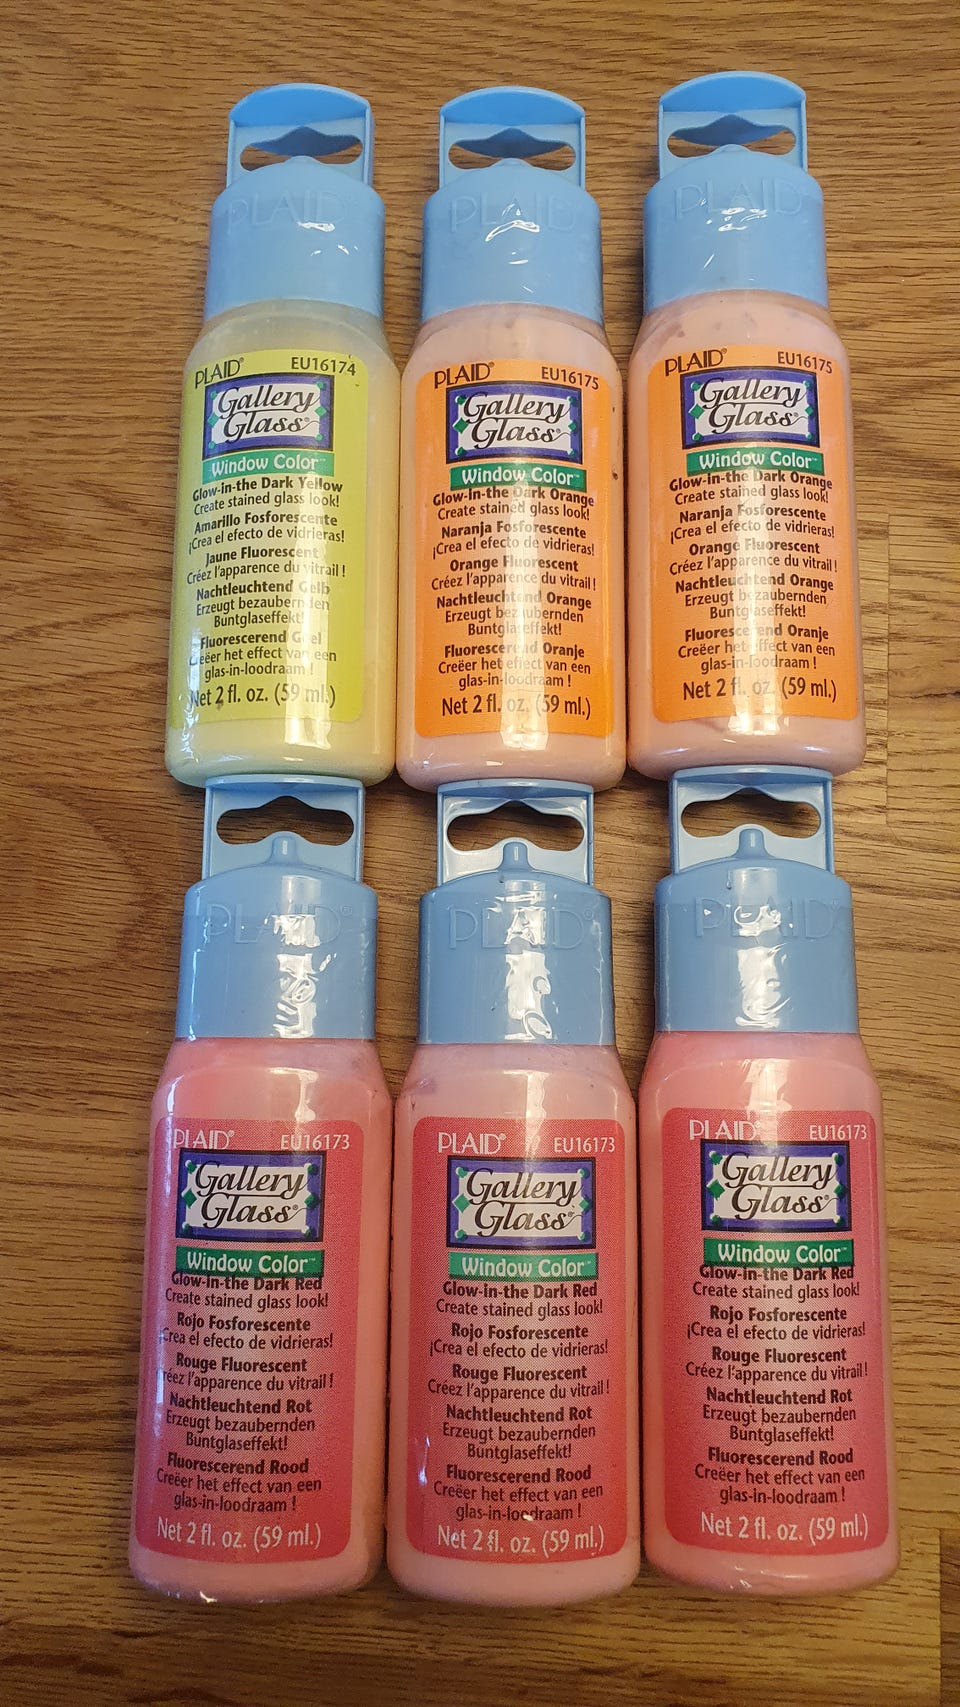 PLAID
PLAID® EU16174
Gallery
Glass®
Window Color™
Glow-in-the Dark Yellow
Create stained glass look!
Amarillo Fosforescente
¡Crea el efecto de vidrieras!
Jaune Fluorescent
Créez l'apparence du vitrail !
Nachtleuchtend Gelb
Erzeugt bezaubernden
Buntglaseffekt!
Fluorescerend Geel
Creëer het effect van een
glas-in-loodraam !
Net 2 fl. oz. (59 ml.)
PLAID®
PLAID® EU16175
Gallery
Glass®
Window Color™
Glow-in-the Dark Orange
Create stained glass look!
Naranja Fosforescente
¡Crea el efecto de vidrieras!
Orange Fluorescent
Créez l'apparence du vitrail !
Nachtleuchtend Orange
Erzeugt bezaubernden
Buntglaseffekt!
Fluorescerend Oranje
Creëer het effect van een
glas-in-loodraam !
Net 2 fl. oz. (59 ml.)
PLAID®
PLAID® EU16175
Gallery
Glass®
Window Color™
Glow-in-the Dark Orange
Create stained glass look!
Naranja Fosforescente
¡Crea el efecto de vidrieras!
Orange Fluorescent
Créez l'apparence du vitrail !
Nachtleuchtend Orange
Erzeugt bezaubernden
Buntglaseffekt!
Fluorescerend Oranje
Creëer het effect van een
glas-in-loodraam !
Net 2 fl. oz. (59 ml.)
PLAID®
PLAID® EU16173
Gallery
Glass®
Window Color™
Glow-in-the Dark Red
Create stained glass look!
Rojo Fosforescente
¡Crea el efecto de vidrieras!
Rouge Fluorescent
Créez l'apparence du vitrail !
Nachtleuchtend Rot
Erzeugt bezaubernden
Buntglaseffekt!
Fluorescerend Rood
Creëer het effect van een
glas-in-loodraam !
Net 2 fl. oz. (59 ml.)
PLAID®
PLAID® EU16173
Gallery
Glass®
Window Color™
Glow-in-the Dark Red
Create stained glass look!
Rojo Fosforescente
¡Crea el efecto de vidrieras!
Rouge Fluorescent
Créez l'apparence du vitrail !
Nachtleuchtend Rot
Erzeugt bezaubernden
Buntglaseffekt!
Fluorescerend Rood
Creëer het effect van een
glas-in-loodraam !
Net 2 fl. oz. (59 ml.)
PLAID®
PLAID® EU16173
Gallery
Glass®
Window Color™
Glow-in-the Dark Red
Create stained glass look!
Rojo Fosforescente
¡Crea el efecto de vidrieras!
Rouge Fluorescent
Créez l'apparence du vitrail !
Nachtleuchtend Rot
Erzeugt bezaubernden
Buntglaseffekt!
Fluorescerend Rood
Creëer het effect van een
glas-in-loodraam !
Net 2 fl. oz. (59 ml.)